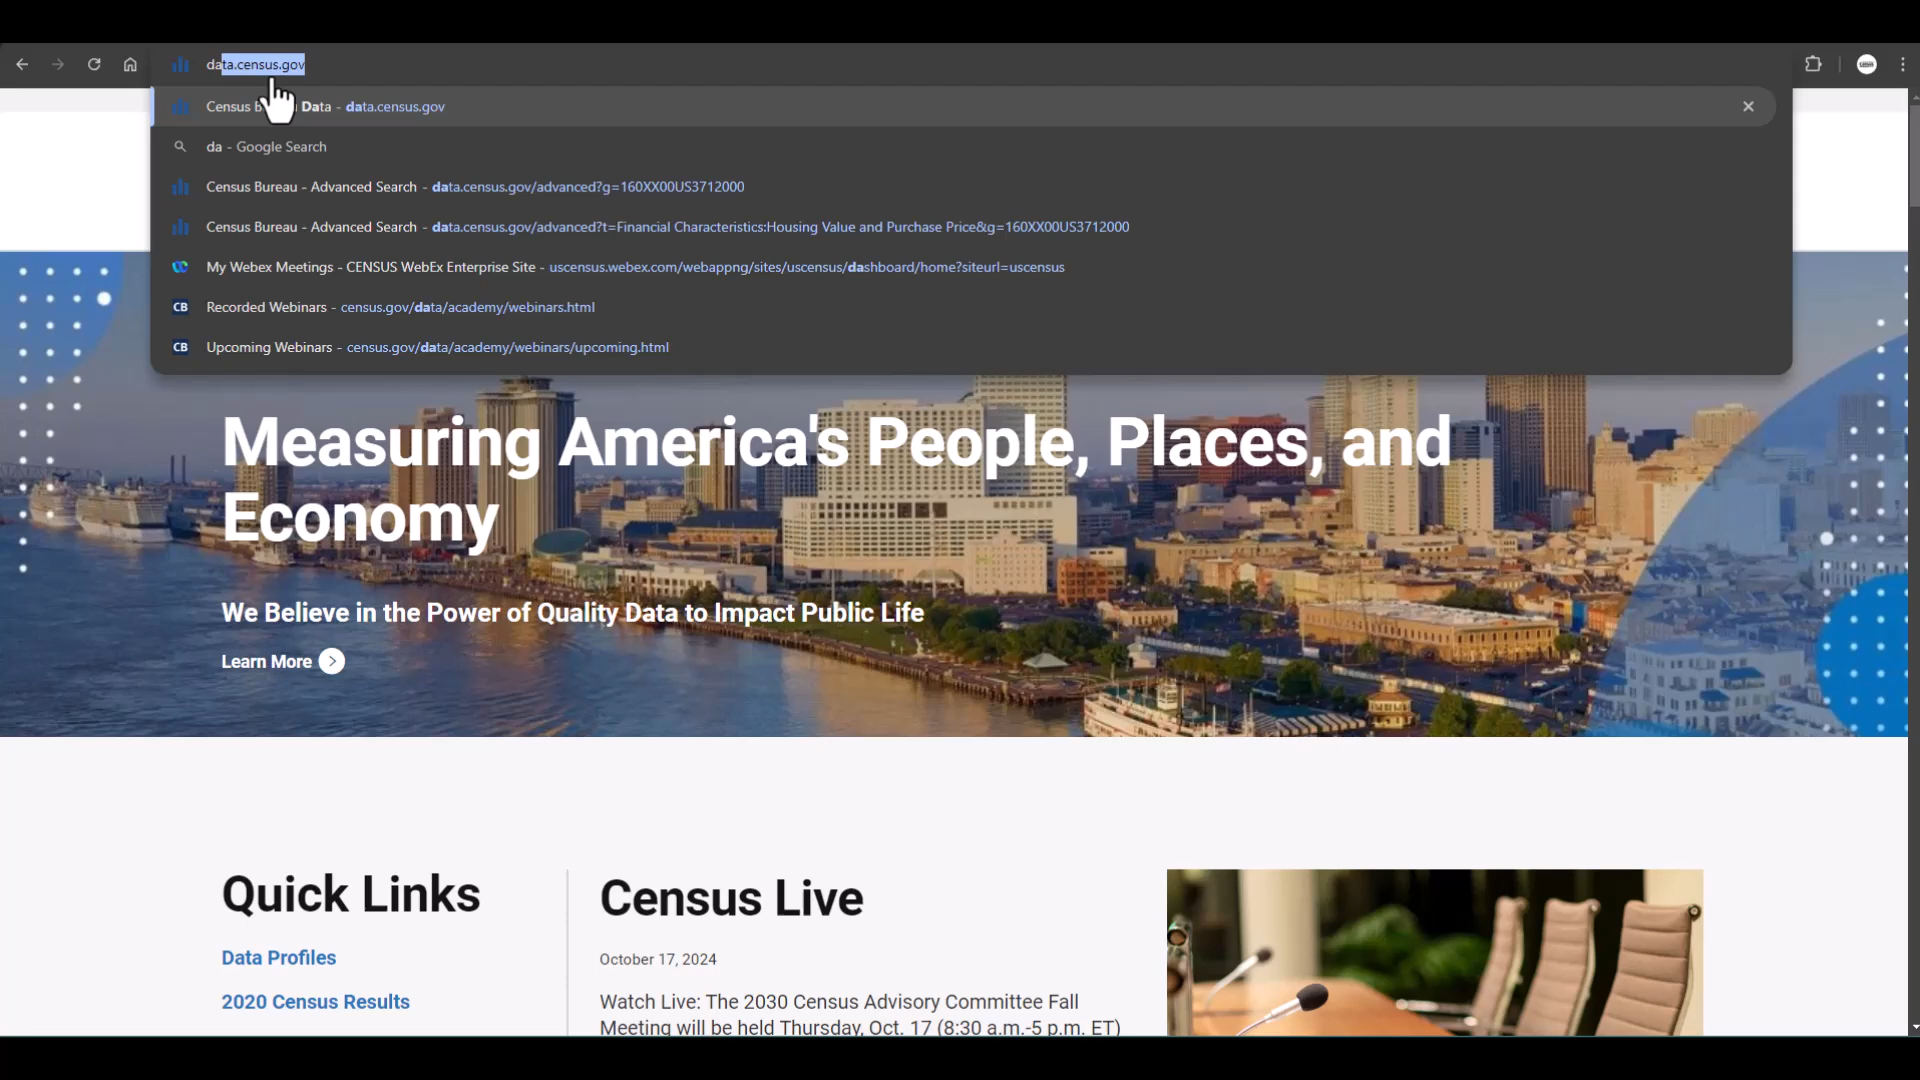 data.census.gov
Census B Data - data.census.gov
da - Google Search
Census Bureau - Advanced Search - data.census.gov/advanced?g=160XX00US3712000
Census Bureau - Advanced Search - data.census.gov/advanced?t=Financial Characteristics:Housing Value and Purchase Price&g=160XX00US3712000
My Webex Meetings - CENSUS WebEx Enterprise Site - uscensus.webex.com/webappng/sites/uscensus/dashboard/home?siteurl=uscensus
CB Recorded Webinars - census.gov/data/academy/webinars.html
CB Upcoming Webinars - census.gov/data/academy/webinars/upcoming.html
Measuring America's People, Places, and
Economy
We Believe in the Power of Quality Data to Impact Public Life
Learn More
Quick Links
Data Profiles
2020 Census Results
Census Live
October 17, 2024
Watch Live: The 2030 Census Advisory Committee Fall
Meeting will be held Thursday, Oct. 17 (8:30 a.m.-5 p.m. ET)